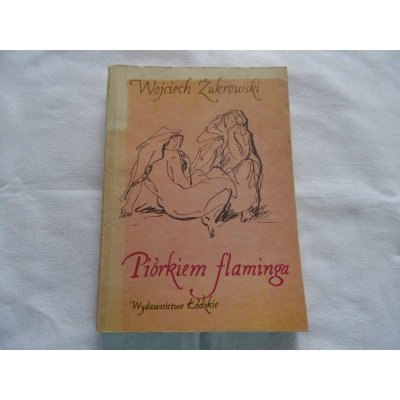 Wojciech Żukrowski
Piórkiem flaminga
Wydawnictwo Łódzkie